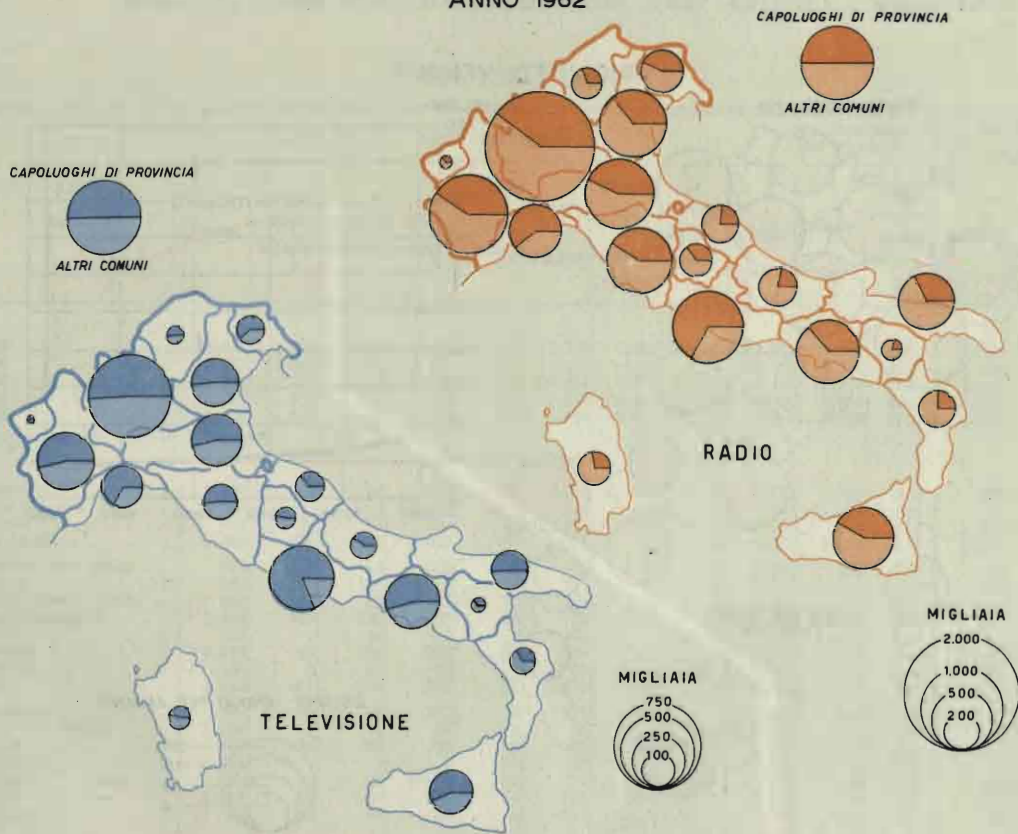 ANNO 1962
CAPOLUOGHI DI PROVINCIA
ALTRI COMUNI
CAPOLUOGHI DI PROVINCIA
ALTRI COMUNI
RADIO
TELEVISIONE
MIGLIAIA
750
500
250
100
MIGLIAIA
2.000
1.000
500
200